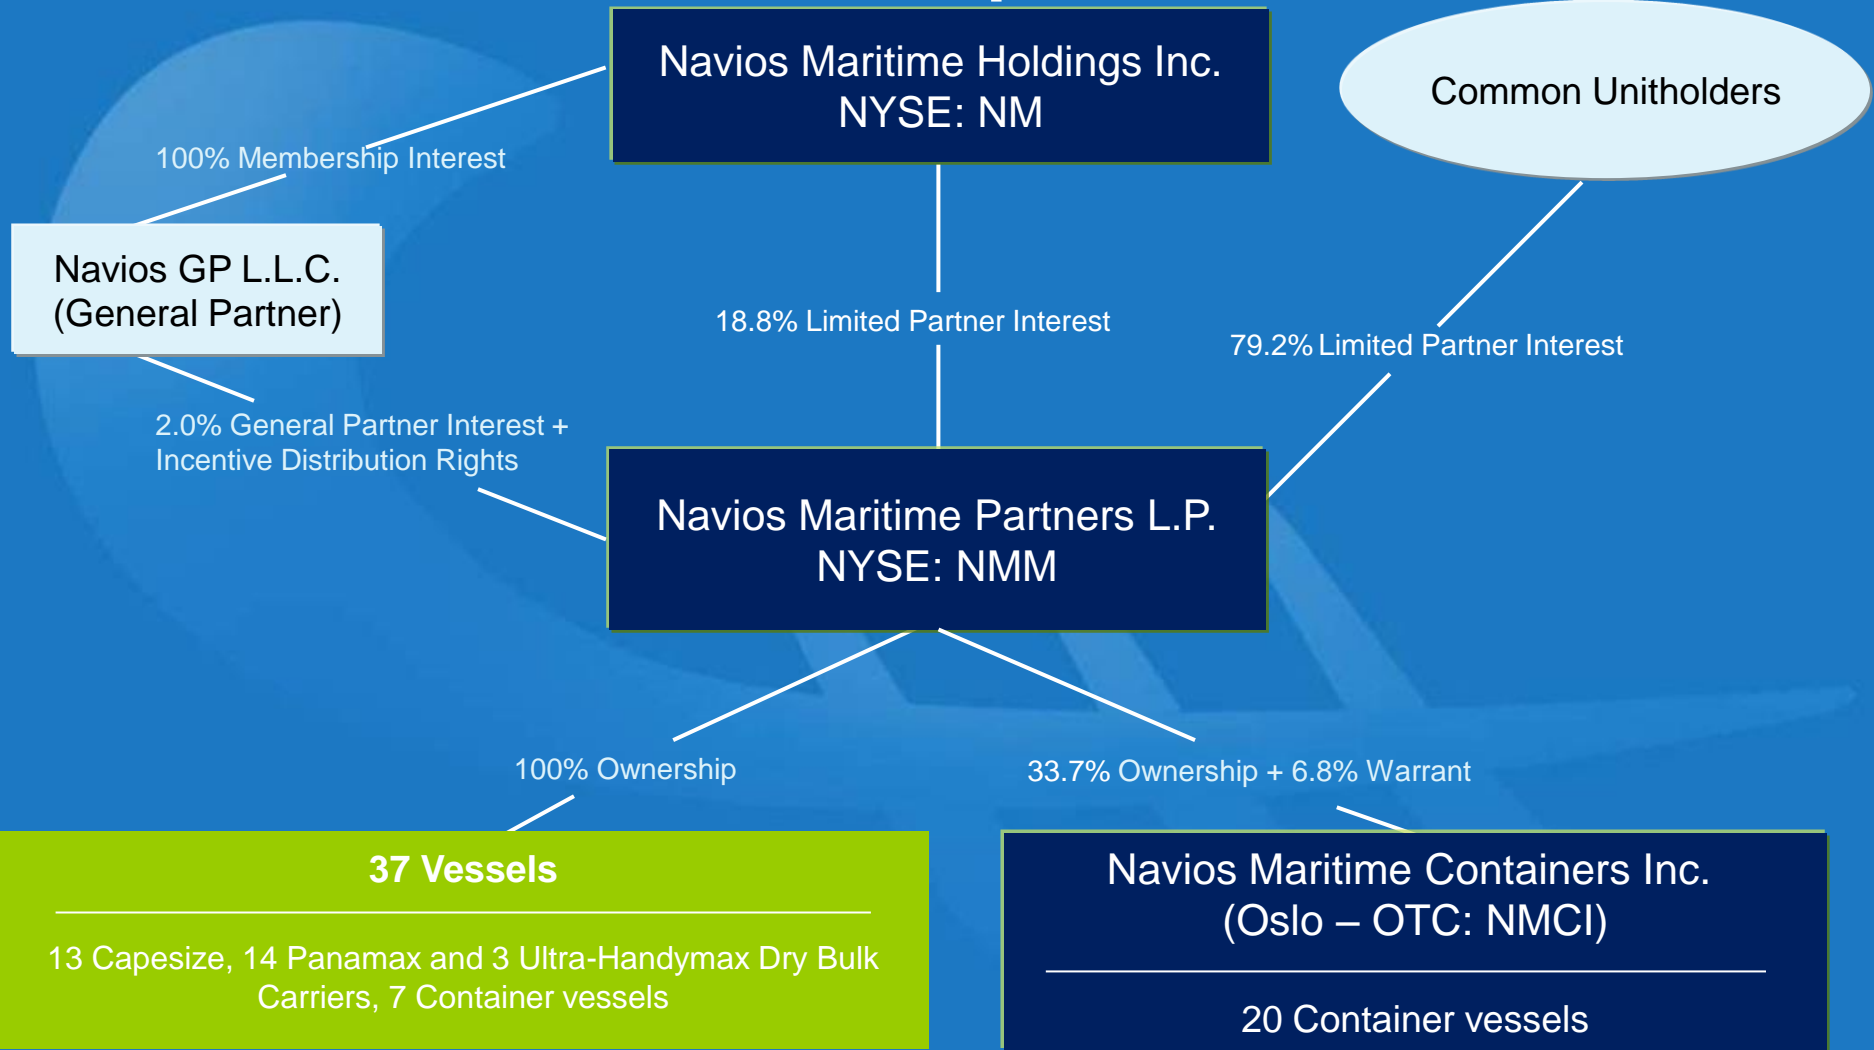 Navios Maritime Holdings Inc.
NYSE: NM
Common Unitholders
100% Membership Interest
Navios GP L.L.C.
(General Partner)
18.8% Limited Partner Interest
79.2% Limited Partner Interest
2.0% General Partner Interest +
Incentive Distribution Rights
Navios Maritime Partners L.P.
NYSE: NMM
100% Ownership
33.7% Ownership + 6.8% Warrant
37 Vessels
13 Capesize, 14 Panamax and 3 Ultra-Handymax Dry Bulk
Carriers, 7 Container vessels
Navios Maritime Containers Inc.
(Oslo – OTC: NMCI)
20 Container vessels